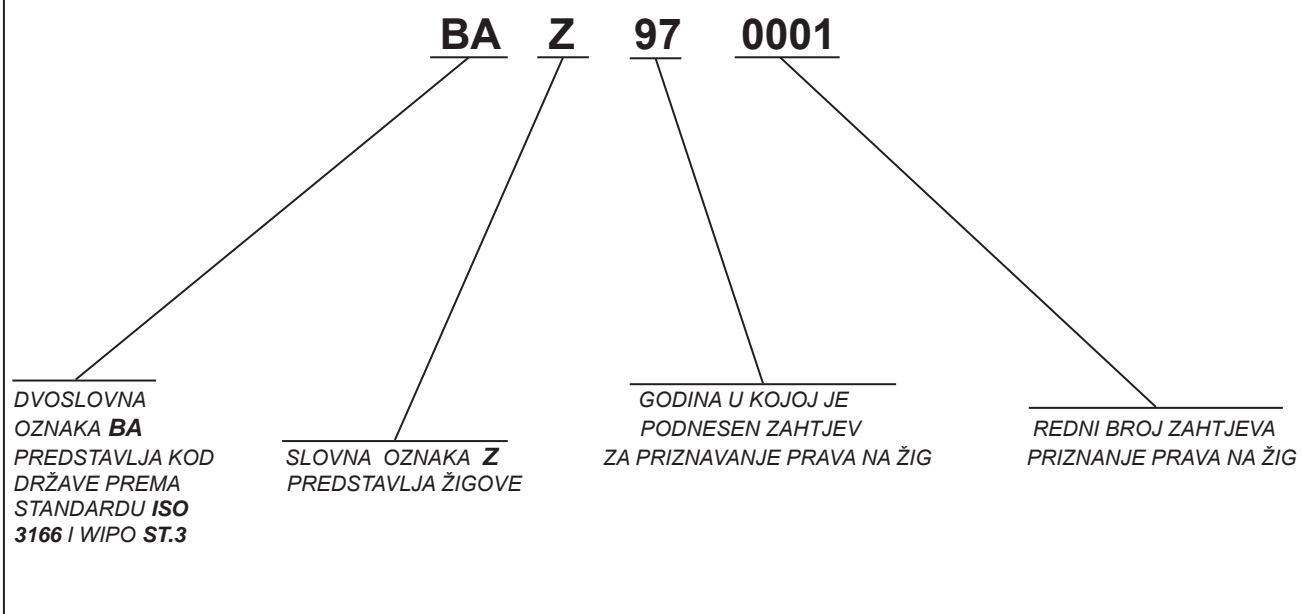 BA Z 97 0001
DVOSLOVNA
OZNAKA BA
PREDSTAVLJA KOD
DRŽAVE PREMA
STANDARDU ISO
3166 I WIPO ST.3
SLOVNA OZNAKA Z
PREDSTAVLJA ŽIGOVE
GODINA U KOJOJ JE
PODNESEN ZAHTJEV
ZA PRIZNAVANJE PRAVA NA ŽIG
REDNI BROJ ZAHTJEVA
PRIZNANJE PRAVA NA ŽIG